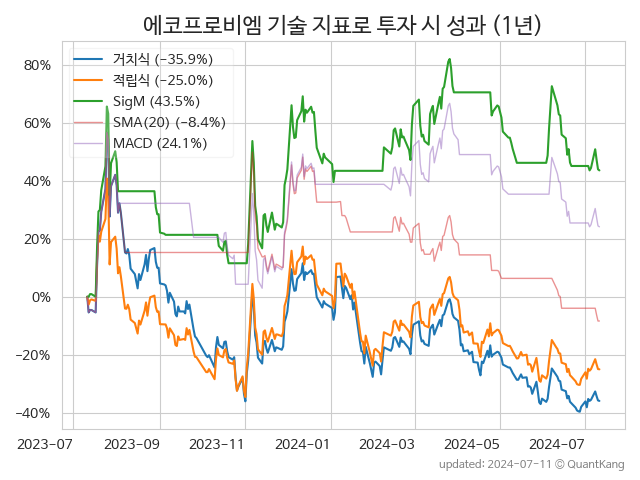 에코프로비엠 기술 지표로 투자 시 성과 (1년)
거치식 (−35.9%)
적립식 (−25.0%)
SigM (43.5%)
SMA(20) (−8.4%)
MACD (24.1%)
80%
60%
40%
20%
0%
−20%
−40%
2023-07 2023-09 2023-11 2024-01 2024-03 2024-05 2024-07
updated: 2024-07-11 © QuantKang